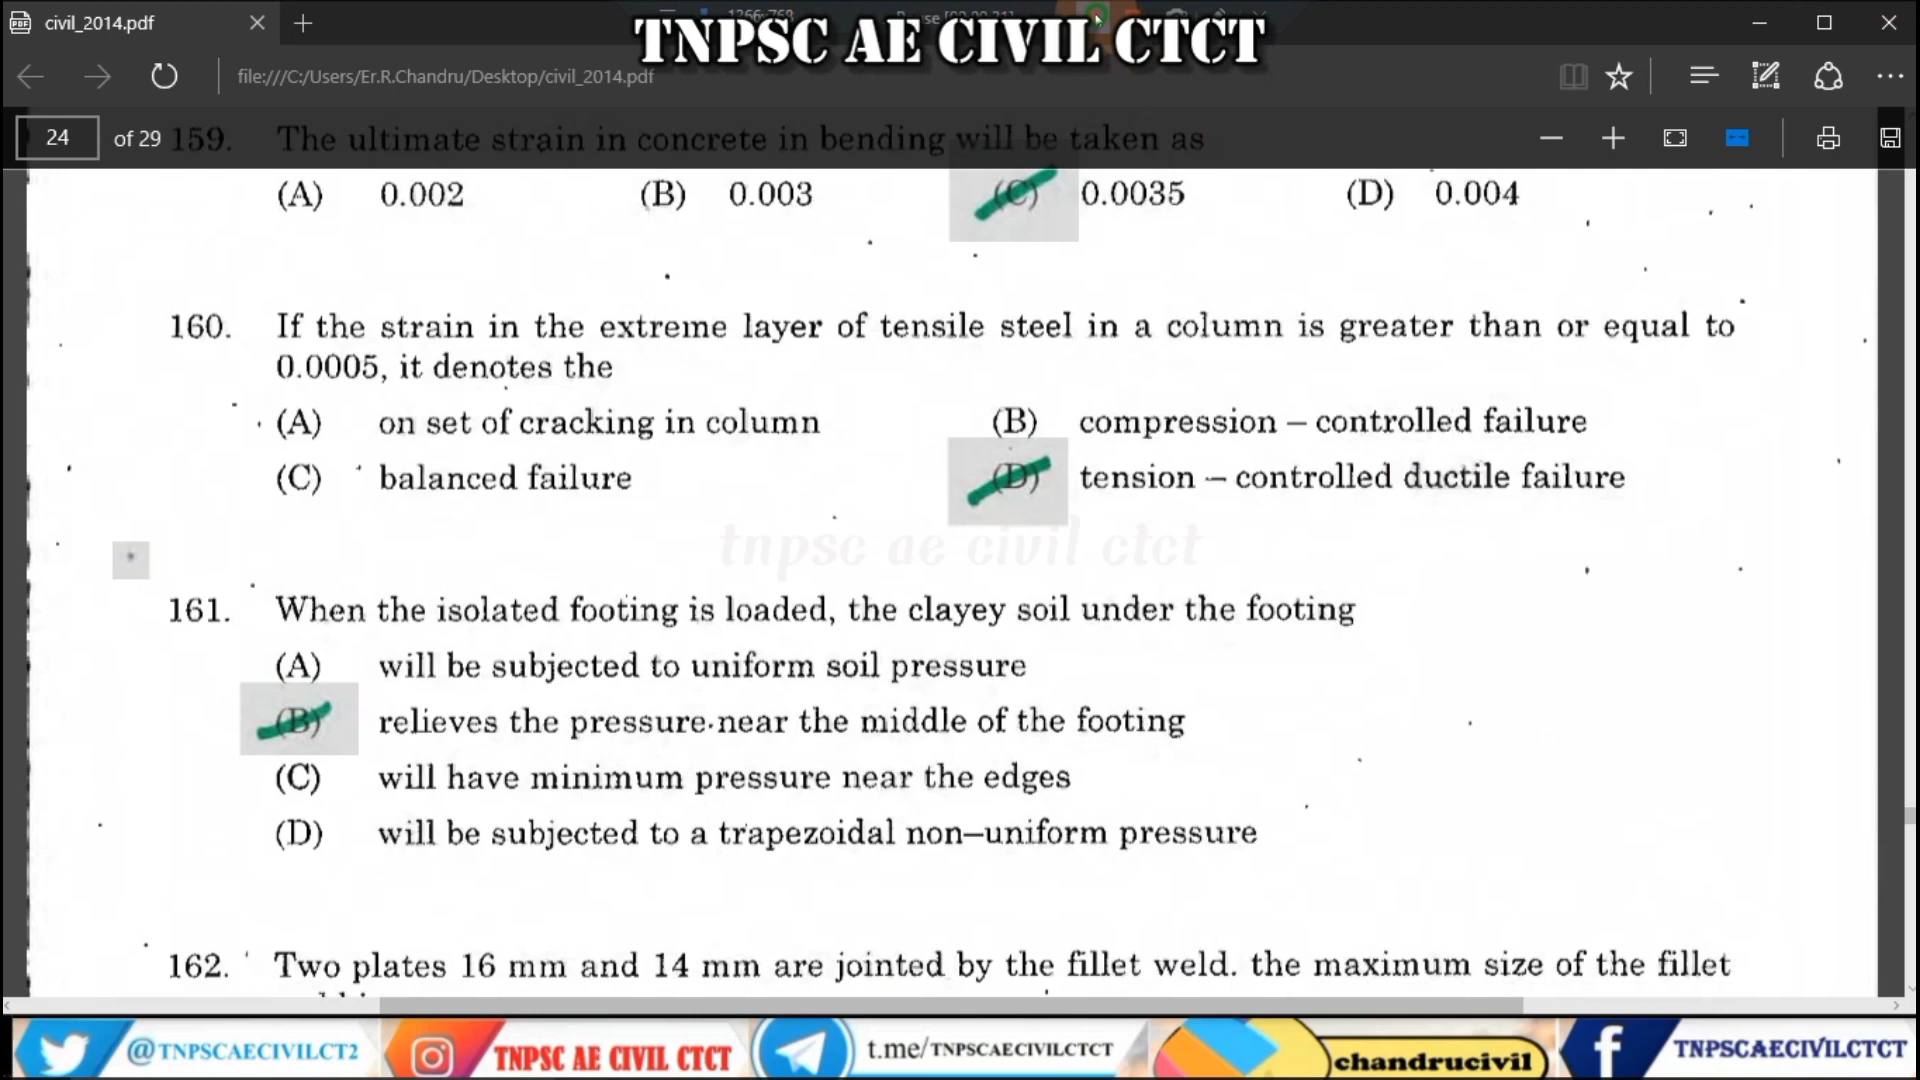 civil_2014.pdf
TNPSC AE CIVIL CTCT
file:///C:/Users/Er.R.Chandru/Desktop/civil_2014.pdf
24 of 29
159. The ultimate strain in concrete in bending will be taken as
(A) 0.002 (B) 0.003 (C) 0.0035 (D) 0.004
160. If the strain in the extreme layer of tensile steel in a column is greater than or equal to
0.0005, it denotes the
(A) on set of cracking in column (B) compression – controlled failure
(C) balanced failure (D) tension – controlled ductile failure
tnpsc ae civil ctct
161. When the isolated footing is loaded, the clayey soil under the footing
(A) will be subjected to uniform soil pressure
(B) relieves the pressure near the middle of the footing
(C) will have minimum pressure near the edges
(D) will be subjected to a trapezoidal non–uniform pressure
162. Two plates 16 mm and 14 mm are jointed by the fillet weld. the maximum size of the fillet
@TNPSCAECIVILCT2 TNPSC AE CIVIL CTCT t.me/TNPSCAECIVILCTCT chandrucivil TNPSCAECIVILCTCT